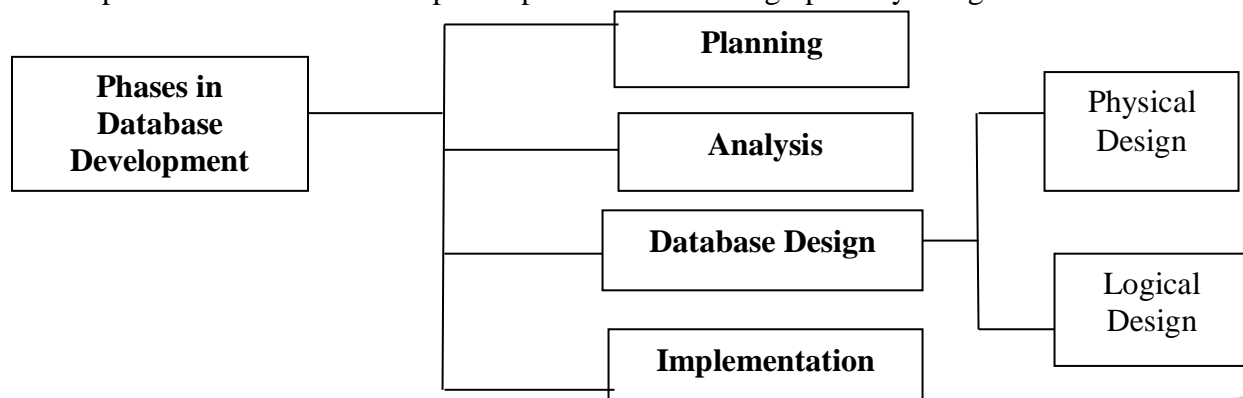 Phases in
Database
Development
Planning
Analysis
Database Design
Implementation
Physical
Design
Logical
Design